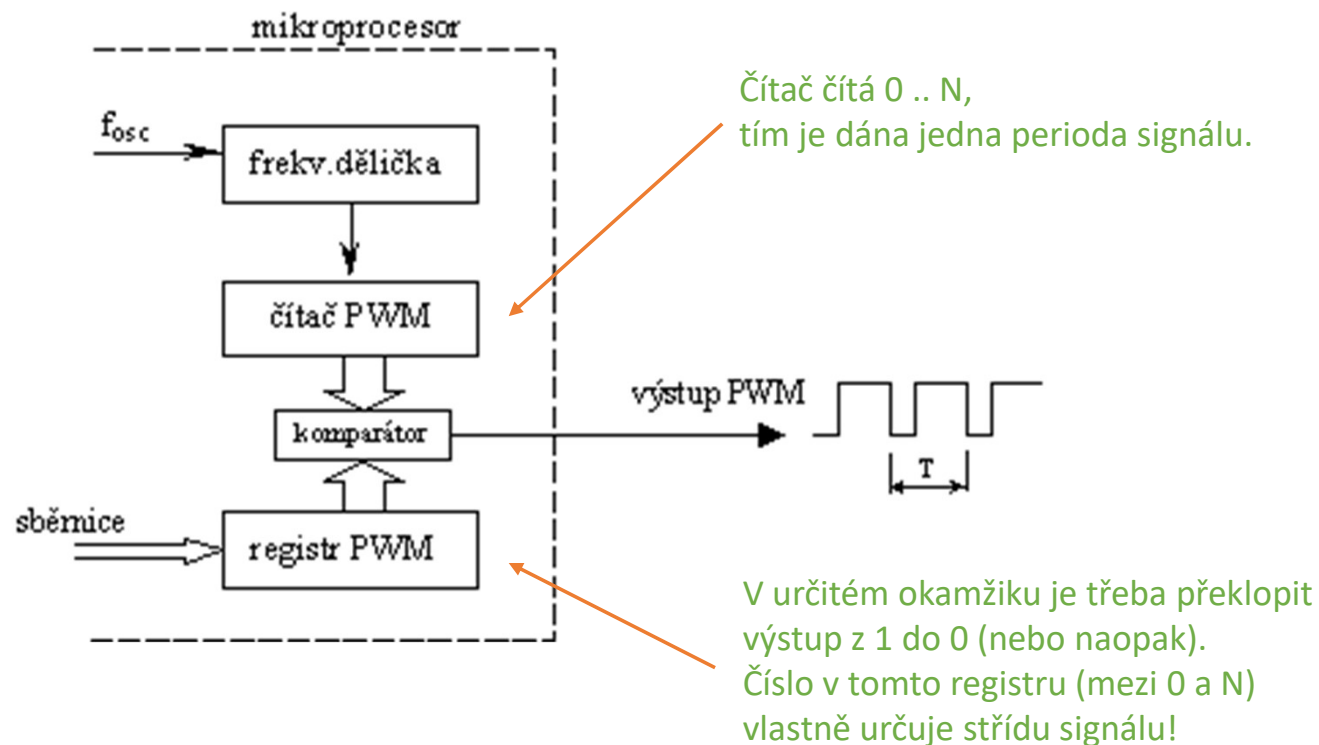 mikroprocesor
Čítač čítá 0 .. N,
tím je dána jedna perioda signálu.
fosc
frekv.dělička
čítač PWM
výstup PWM
komparátor
T
sběrnice
registr PWM
V určitém okamžiku je třeba překlopit
výstup z 1 do 0 (nebo naopak).
Číslo v tomto registru (mezi 0 a N)
vlastně určuje střídu signálu!